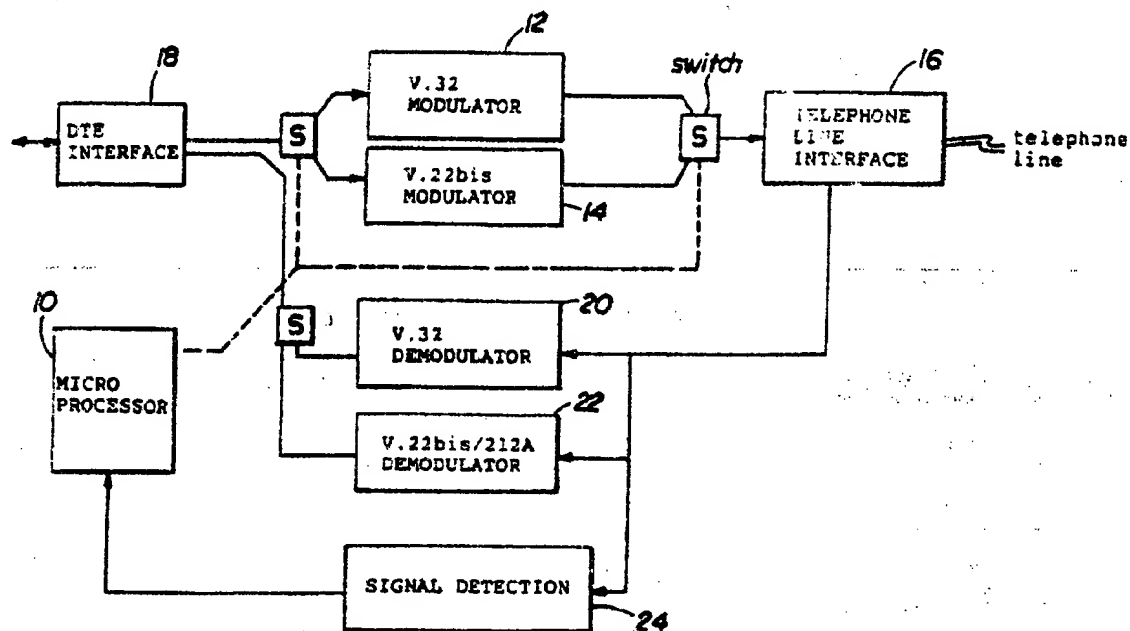 12
18
V.32
MODULATOR
switch
16
DTE
INTERFACE
S
S
TELEPHONE
LINE
INTERFACE
telephone
line
V.22bis
MODULATOR
14
10
20
S
V.32
DEMODULATOR
MICRO
PROCESSOR
22
V.22bis/212A
DEMODULATOR
SIGNAL DETECTION
24